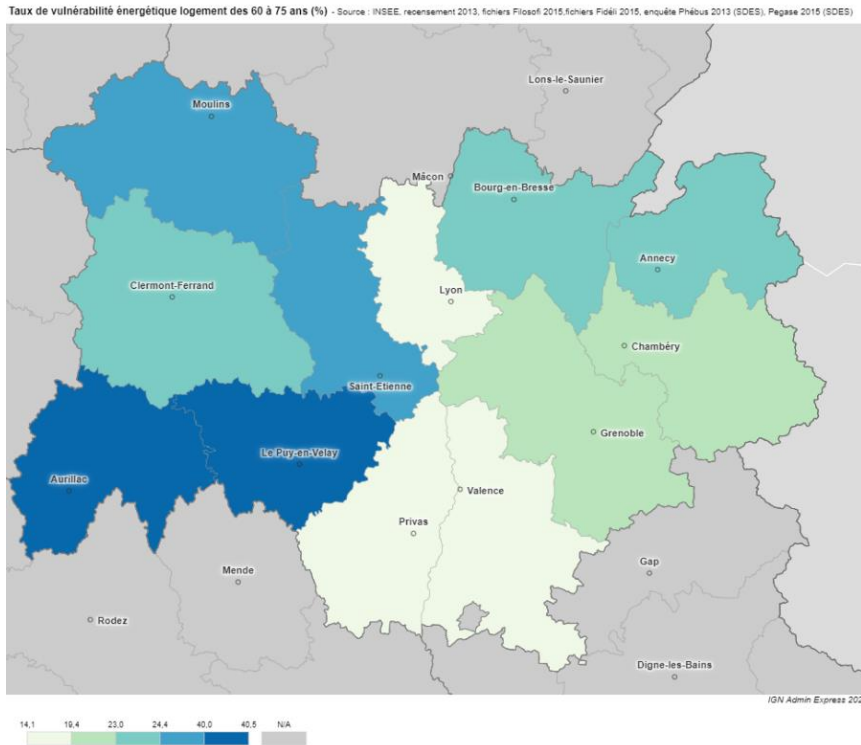 Taux de vulnérabilité énergétique logement des 60 à 75 ans (%) - Source : INSEE, recensement 2013, fichiers Filosofi 2015,fichiers Fidéli 2015, enquête Phébus 2013 (SDES), Pegase 2015 (SDES)
Lons-le-Saunier
Moulins
Mâcon
Bourg-en-Bresse
Annecy
Clermont-Ferrand
Lyon
Chambéry
Saint-Etienne
Grenoble
Le Puy-en-Velay
Aurillac
Valence
Privas
Gap
Mende
Rodez
Digne-les-Bains
IGN Admin Express 202
14,1 19,4 23,0 24,4 40,0 40,5 N/A